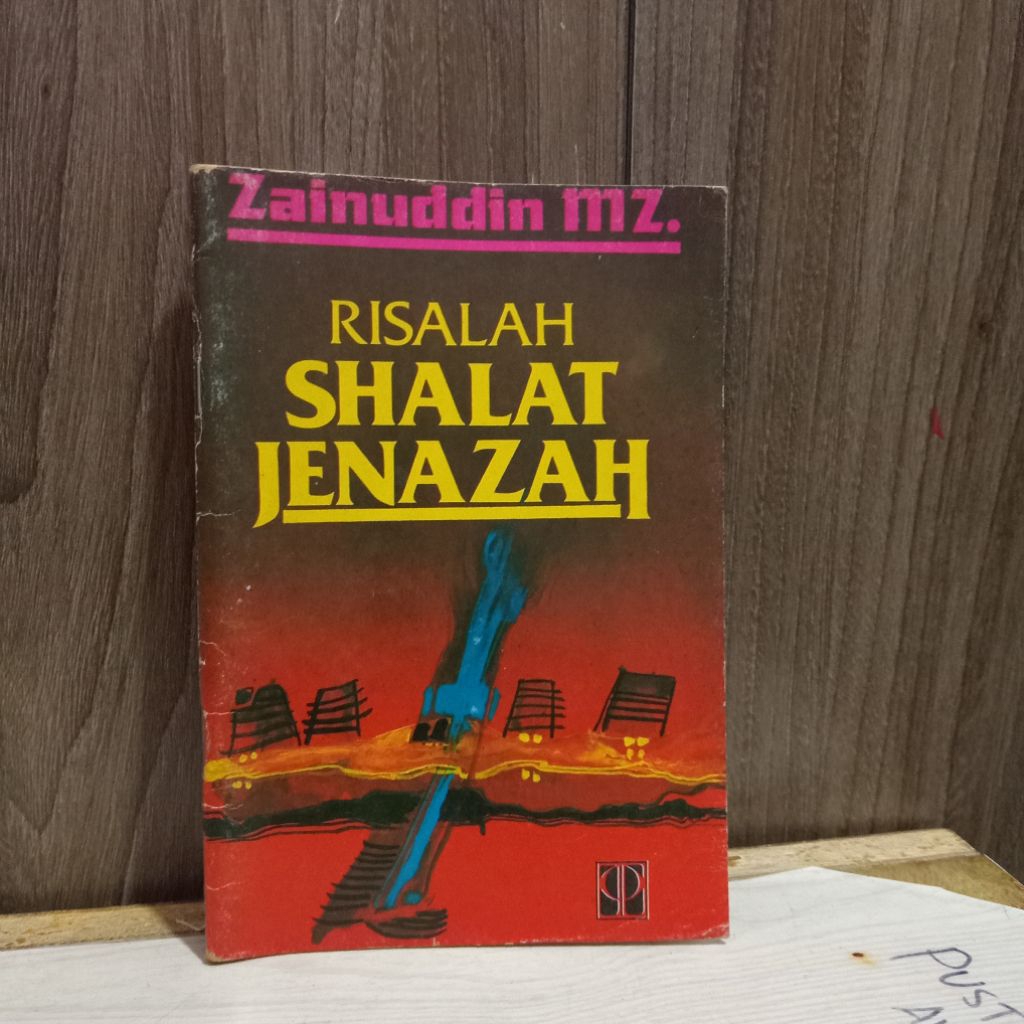 Zainuddin MZ.
RISALAH
SHALAT
JENAZAH
PUST